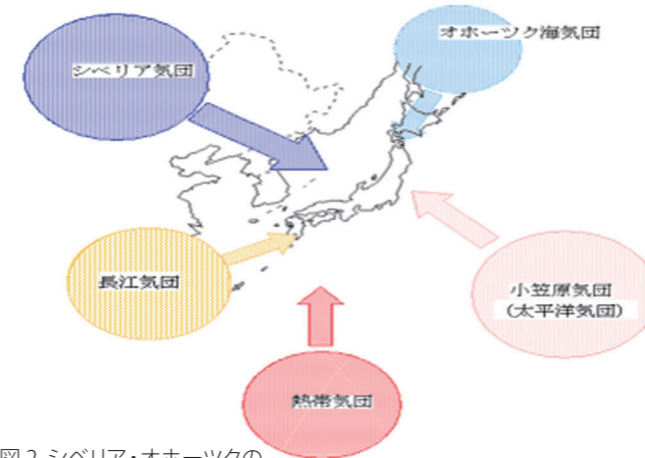 オホーツク海気団
シベリア気団
長江気団
小笠原気団
(太平洋気団)
熱帯気団
図 2 シベリア・オホーツクの